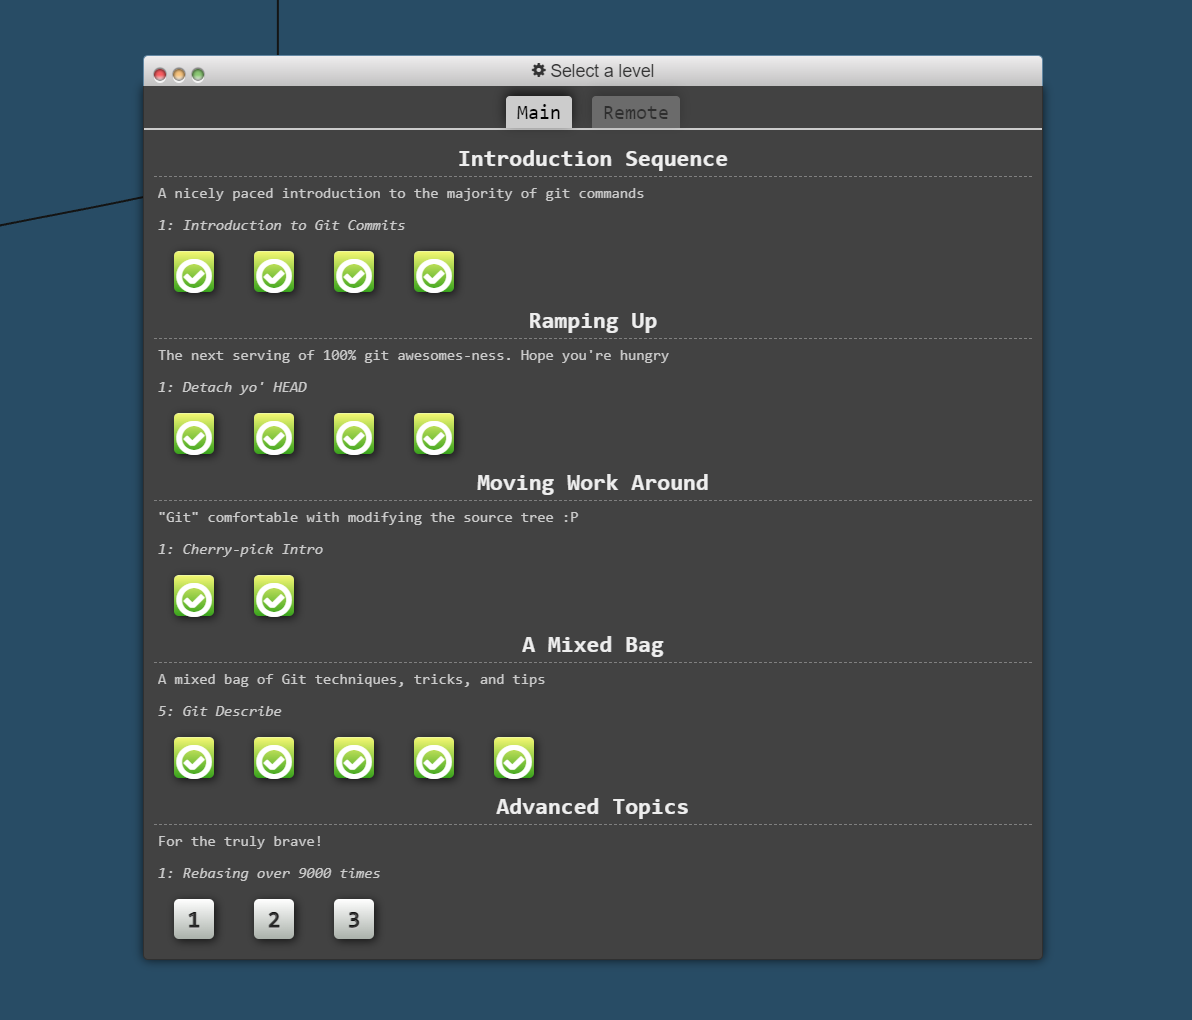 Select a level
Main Remote
Introduction Sequence
A nicely paced introduction to the majority of git commands
1: Introduction to Git Commits
Ramping Up
The next serving of 100% git awesomes-ness. Hope you're hungry
1: Detach yo' HEAD
Moving Work Around
"Git" comfortable with modifying the source tree :P
1: Cherry-pick Intro
A Mixed Bag
A mixed bag of Git techniques, tricks, and tips
5: Git Describe
Advanced Topics
For the truly brave!
1: Rebasing over 9000 times
1 2 3